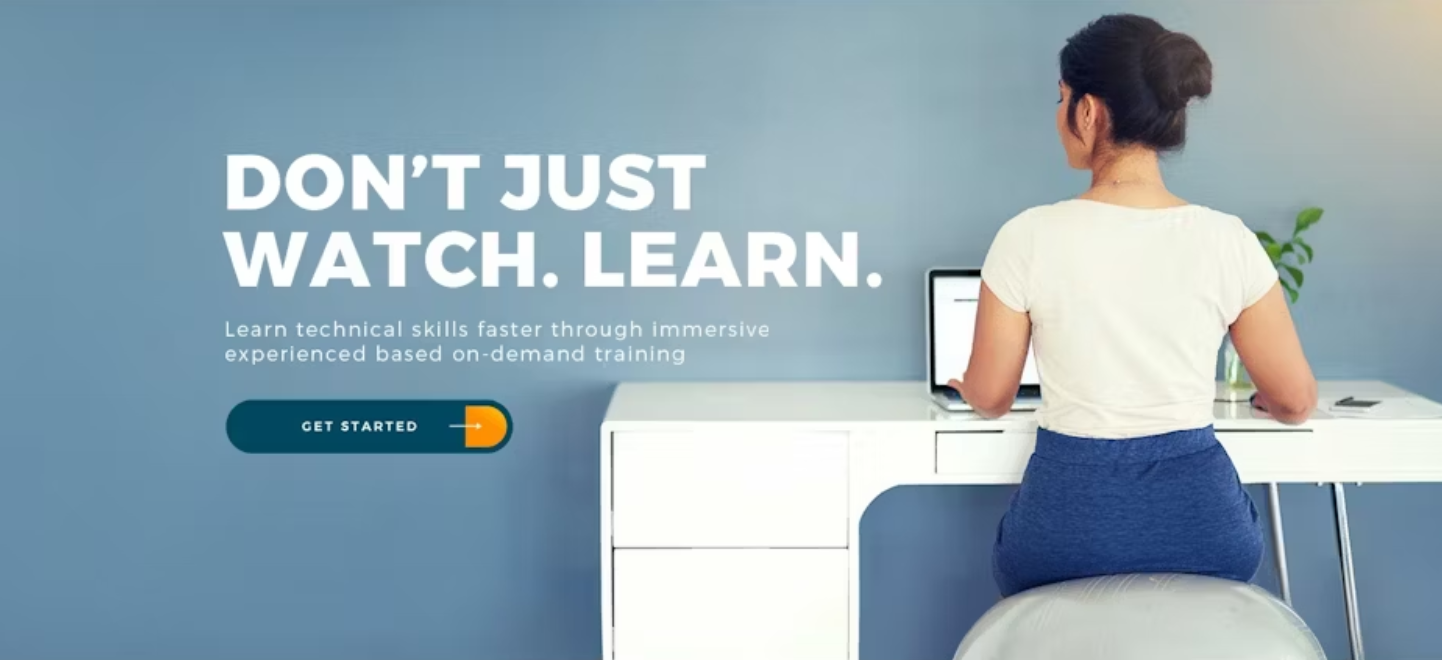 DON'T JUST
WATCH. LEARN.
Learn technical skills faster through immersive
experienced based on-demand training
GET STARTED